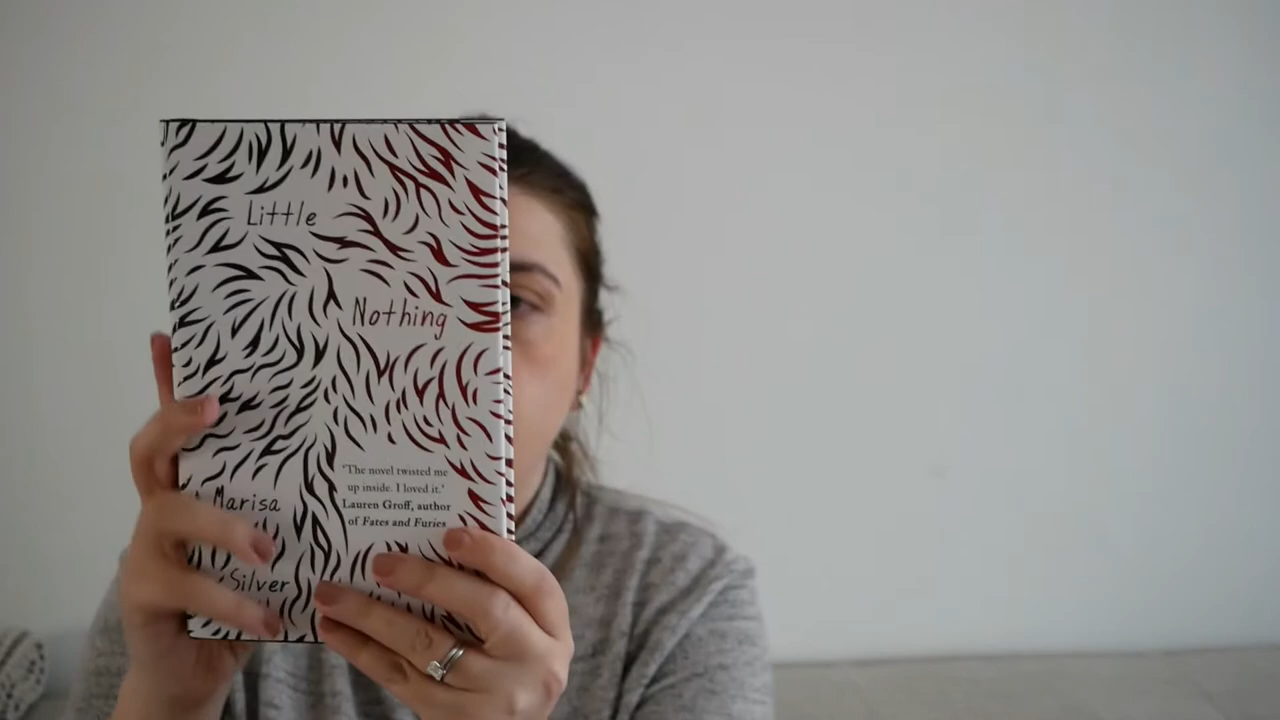 Little
Nothing
'The novel twisted me
up inside. I loved it.'
Lauren Groff, author
of Fates and Furies
Marisa
Silver